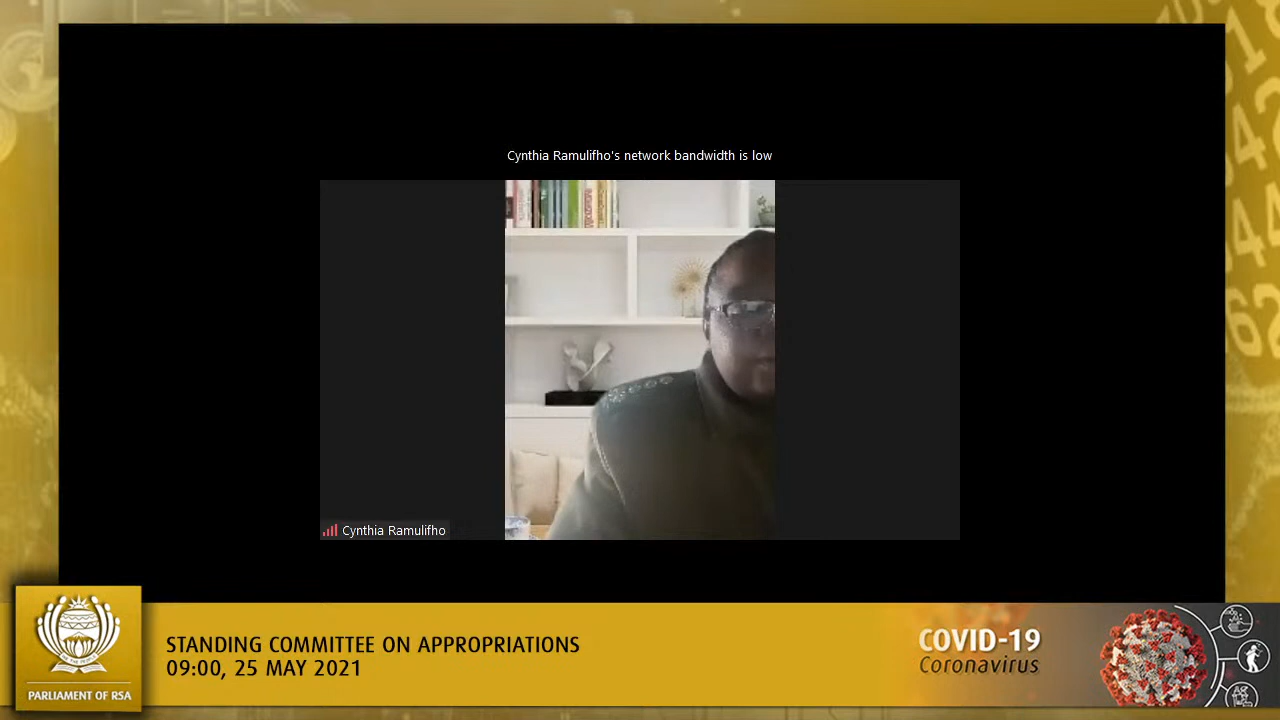 Cynthia Ramulifho's network bandwidth is low
Cynthia Ramulifho
STANDING COMMITTEE ON APPROPRIATIONS
09:00, 25 MAY 2021
PARLIAMENT OF RSA
COVID-19
Coronavirus